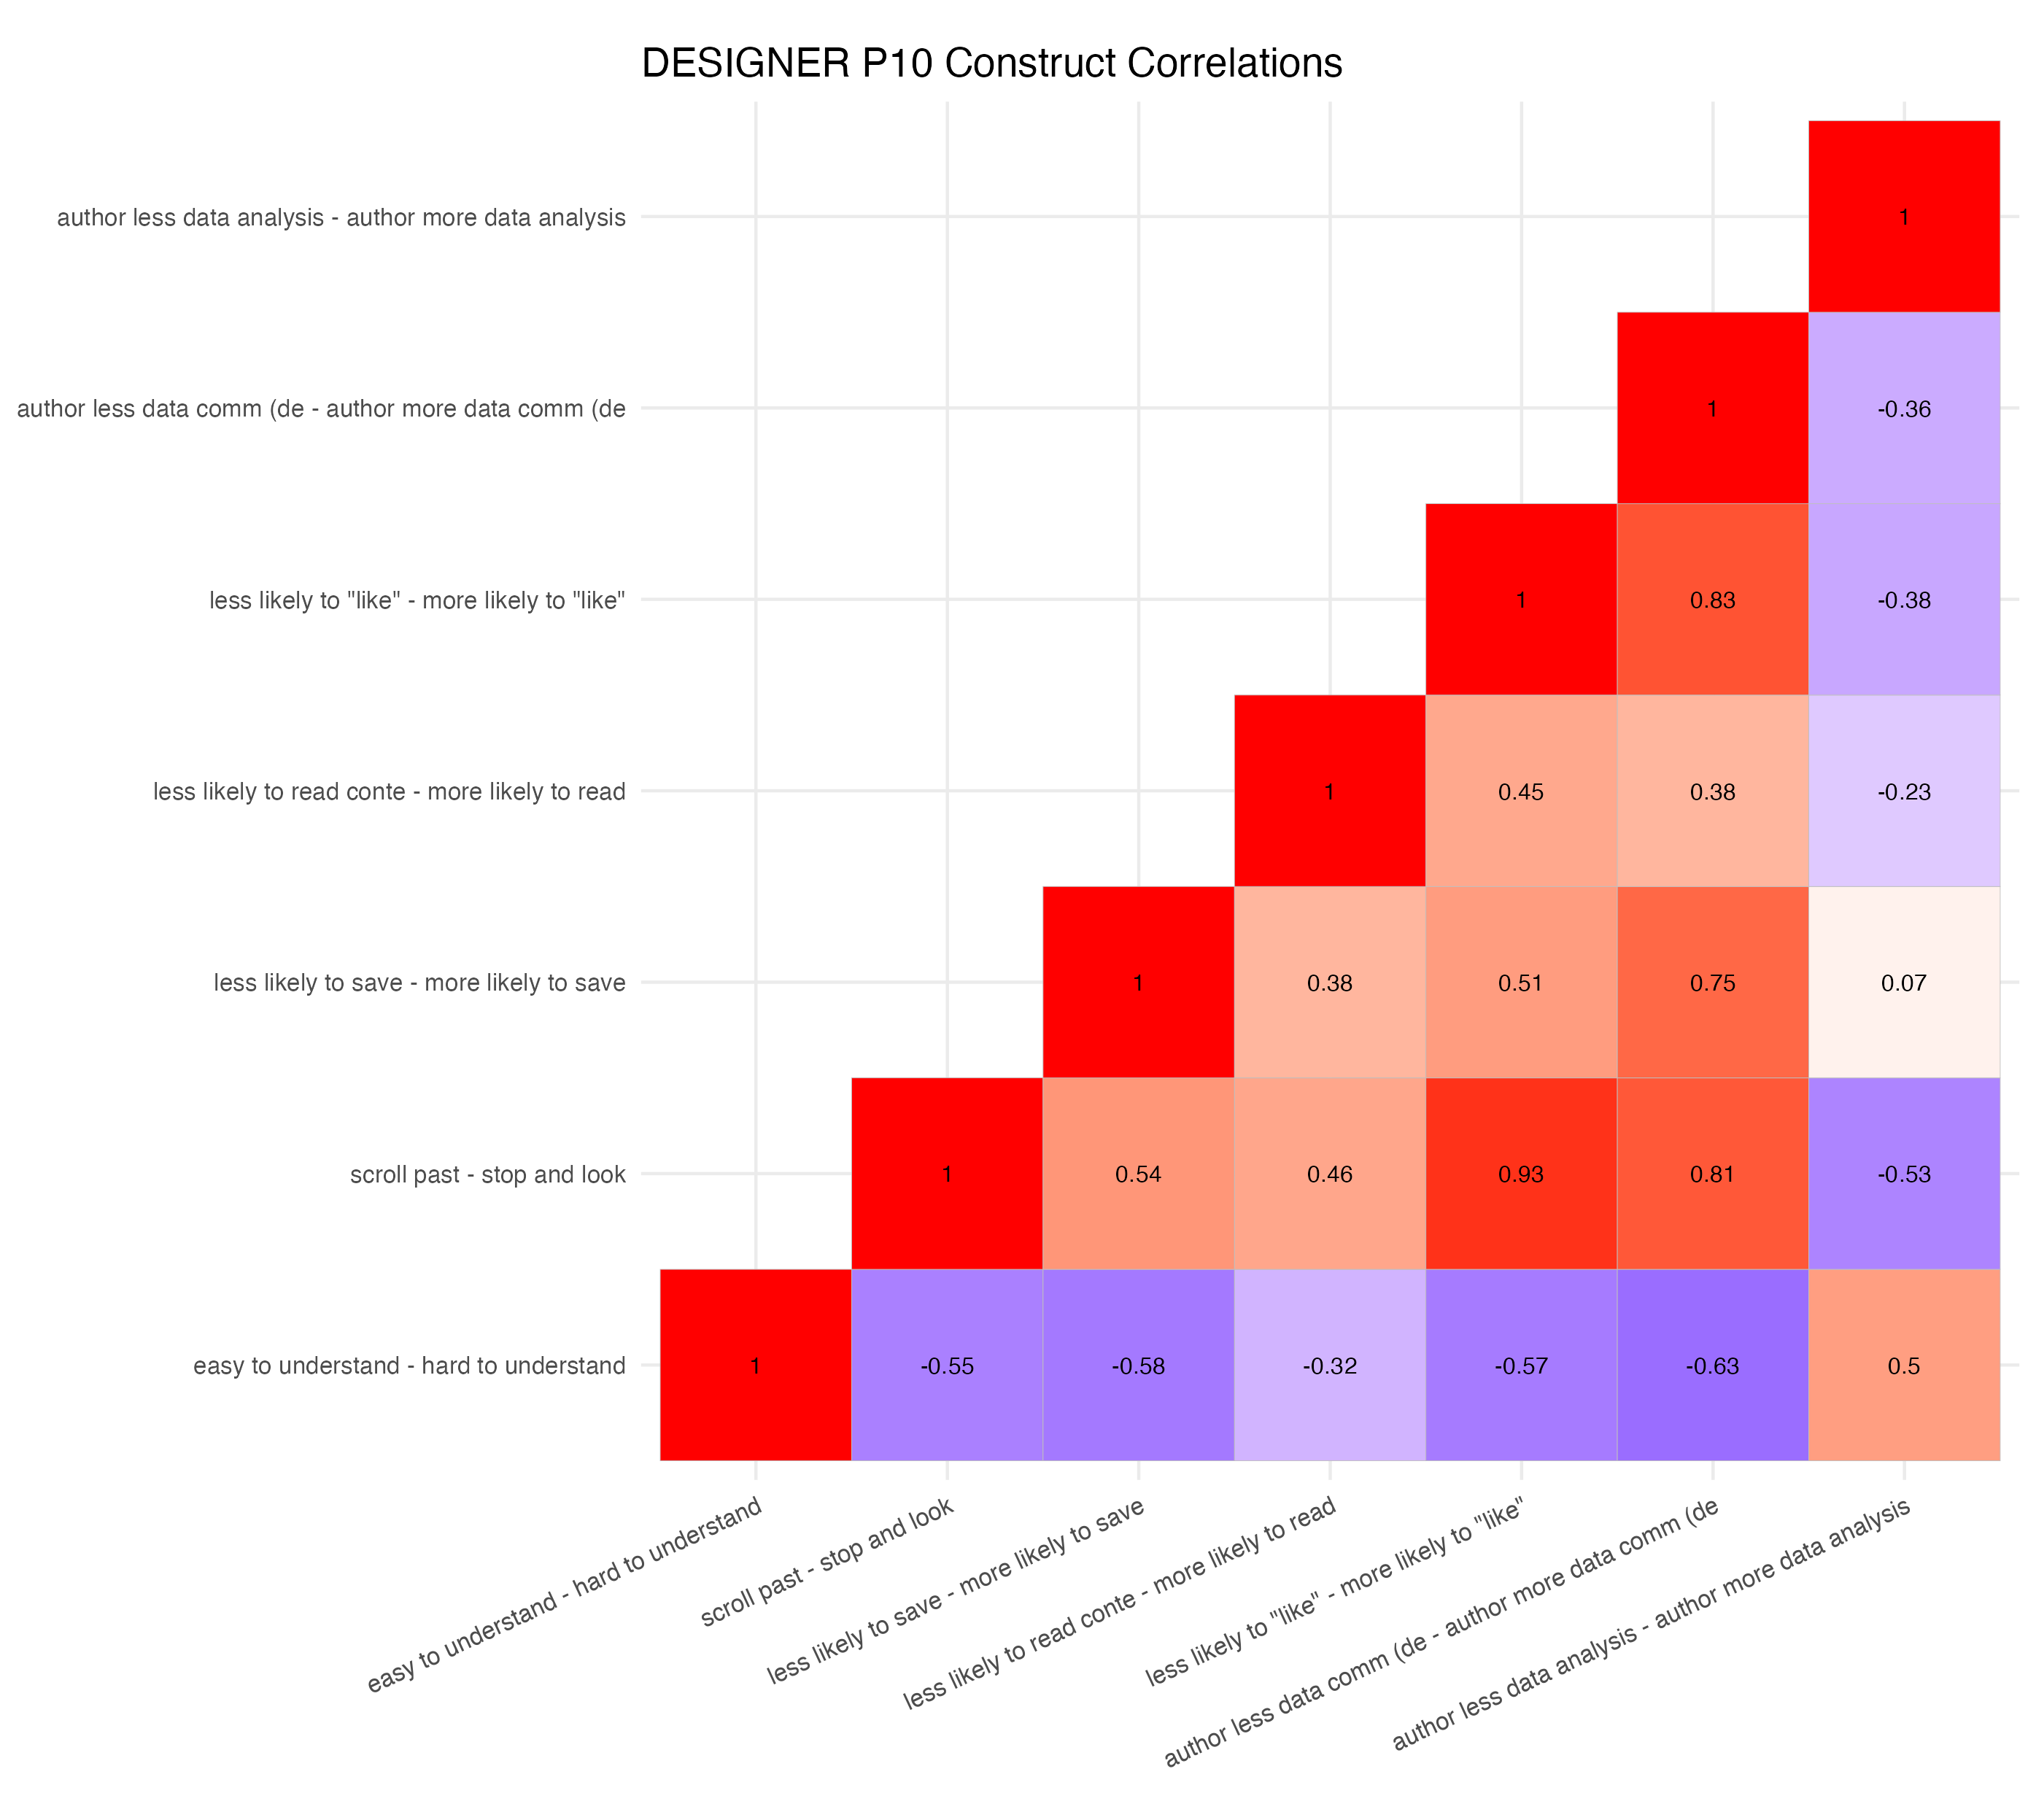 DESIGNER P10 Construct Correlations
author less data analysis - author more data analysis
1
author less data comm (de - author more data comm (de
1
-0.36
less likely to "like" - more likely to "like"
1
0.83
-0.38
less likely to read conte - more likely to read
1
0.45
0.38
-0.23
less likely to save - more likely to save
1
0.38
0.51
0.75
0.07
scroll past - stop and look
1
0.54
0.46
0.93
0.81
-0.53
easy to understand - hard to understand
1
-0.55
-0.58
-0.32
-0.57
-0.63
0.5
easy to understand - hard to understand
scroll past - stop and look
less likely to save - more likely to save
less likely to read conte - more likely to read
less likely to "like" - more likely to "like"
author less data comm (de - author more data comm (de
author less data analysis - author more data analysis